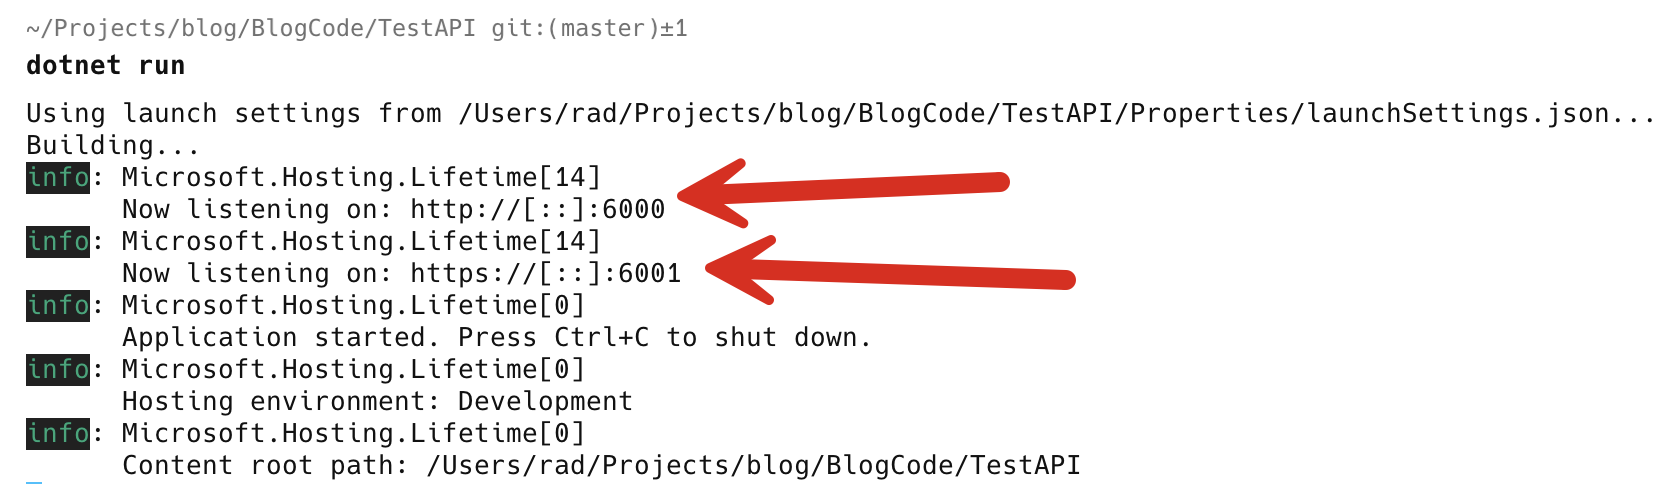 ~/Projects/blog/BlogCode/TestAPI git:(master)±1
dotnet run
Using launch settings from /Users/rad/Projects/blog/BlogCode/TestAPI/Properties/launchSettings.json...
Building...
info: Microsoft.Hosting.Lifetime[14]
Now listening on: http://[::]:6000
info: Microsoft.Hosting.Lifetime[14]
Now listening on: https://[::]:6001
info: Microsoft.Hosting.Lifetime[0]
Application started. Press Ctrl+C to shut down.
info: Microsoft.Hosting.Lifetime[0]
Hosting environment: Development
info: Microsoft.Hosting.Lifetime[0]
Content root path: /Users/rad/Projects/blog/BlogCode/TestAPI